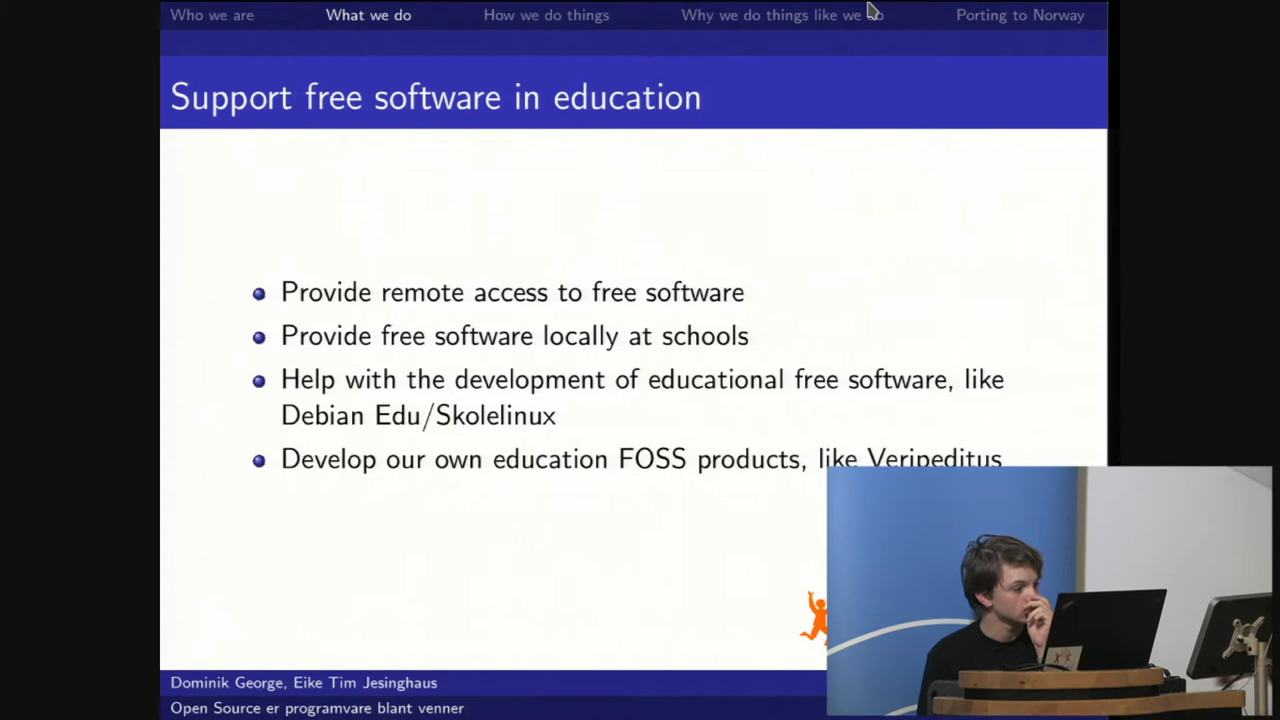 Who we are
What we do
How we do things
Why we do things like we do
Porting to Norway
Support free software in education
Provide remote access to free software
Provide free software locally at schools
Help with the development of educational free software, like
Debian Edu/Skolelinux
Develop our own education FOSS products, like Veripeditus
Dominik George, Eike Tim Jesinghaus
Open Source er programvare blant venner